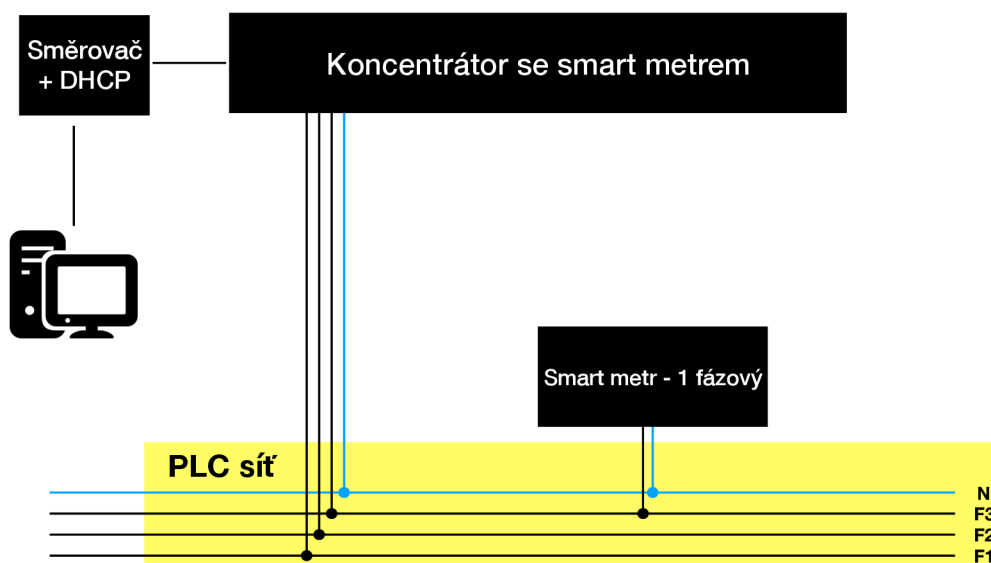 Směrovač
+ DHCP
Koncentrátor se smart metrem
Smart metr - 1 fázový
PLC síť
N
F3
F2
F1